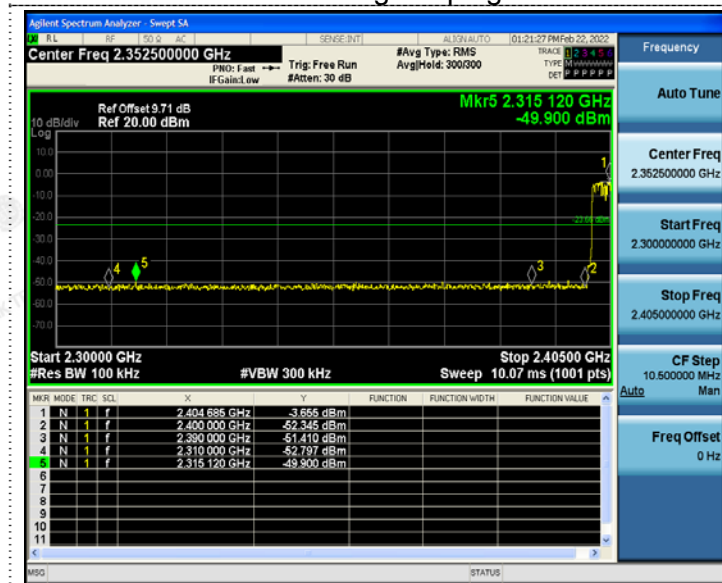 Agilent Spectrum Analyzer - Swept SA
RL RF 50 Ω AC SENSE:INT ALIGNAUTO 01:21:27 PM Feb 22, 2022
Center Freq 2.352500000 GHz
PNO: Fast
IFGain:Low
Trig: Free Run
#Atten: 30 dB
#Avg Type: RMS
Avg|Hold: 300/300
TRACE 1 2 3 4 5 6
TYPE M
DET P P P P P P
Frequency
Mkr5 2.315 120 GHz
-49.900 dBm
Ref Offset 9.71 dB
10 dB/div Ref 20.00 dBm
Log
10.0
0.00
-10.0
-20.0
-30.0
-40.0
-60.0
-70.0
1
2
3
4
5
Start 2.30000 GHz Stop 2.40500 GHz
#Res BW 100 kHz #VBW 300 kHz Sweep 10.07 ms (1001 pts)
MKR MODE TRC SCL X Y FUNCTION FUNCTION WIDTH FUNCTION VALUE
1 N 1 f 2.404 685 GHz -3.655 dBm
2 N 1 f 2.400 000 GHz -52.345 dBm
3 N 1 f 2.390 000 GHz -51.410 dBm
4 N 1 f 2.310 000 GHz -52.797 dBm
5 N 1 f 2.315 120 GHz -49.900 dBm
6
7
8
9
10
11
MSG STATUS
Auto Tune
Center Freq
2.352500000 GHz
Start Freq
2.300000000 GHz
Stop Freq
2.405000000 GHz
CF Step
10.500000 MHz
Auto Man
Freq Offset
0 Hz